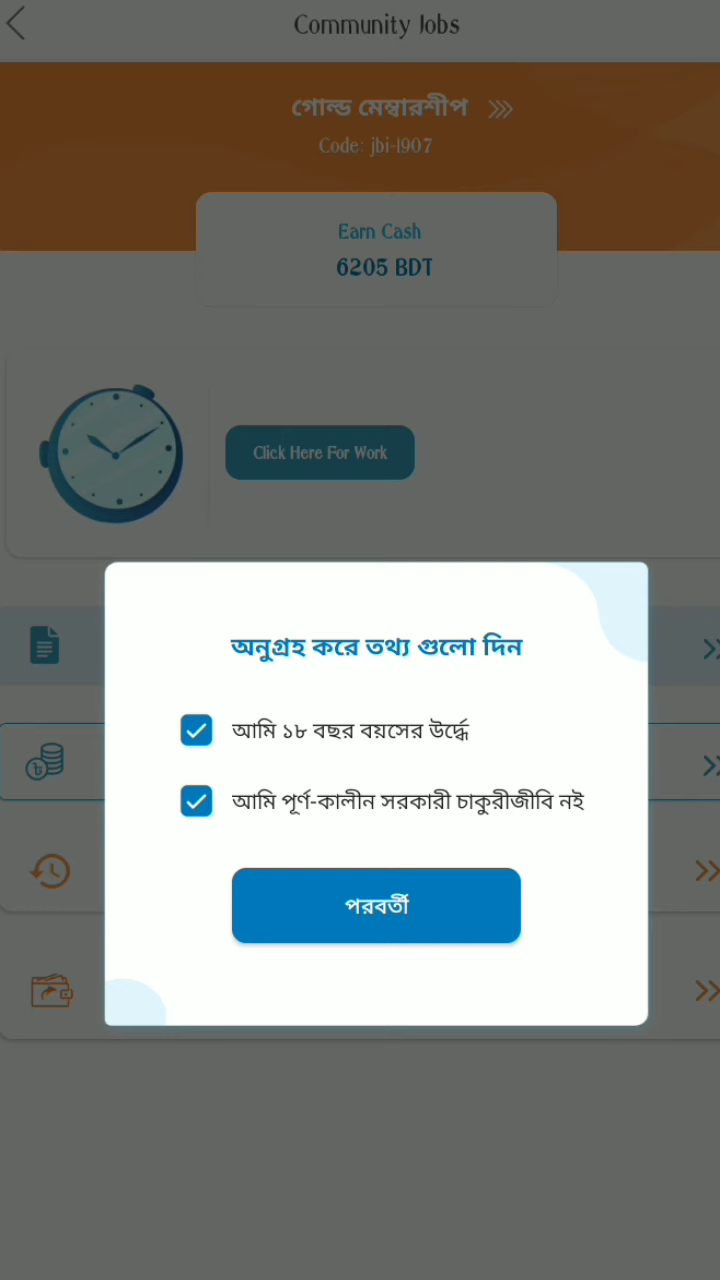 Community Jobs
গোল্ড মেম্বারশীপ
Code: jbi-1907
Earn Cash
6205 BDT
Click Here For Work
অনুগ্রহ করে তথ্য গুলো দিন
আমি ১৮ বছর বয়সের উর্দ্ধে
আমি পূর্ণ-কালীন সরকারী চাকুরীজীবি নই
পরবর্তী